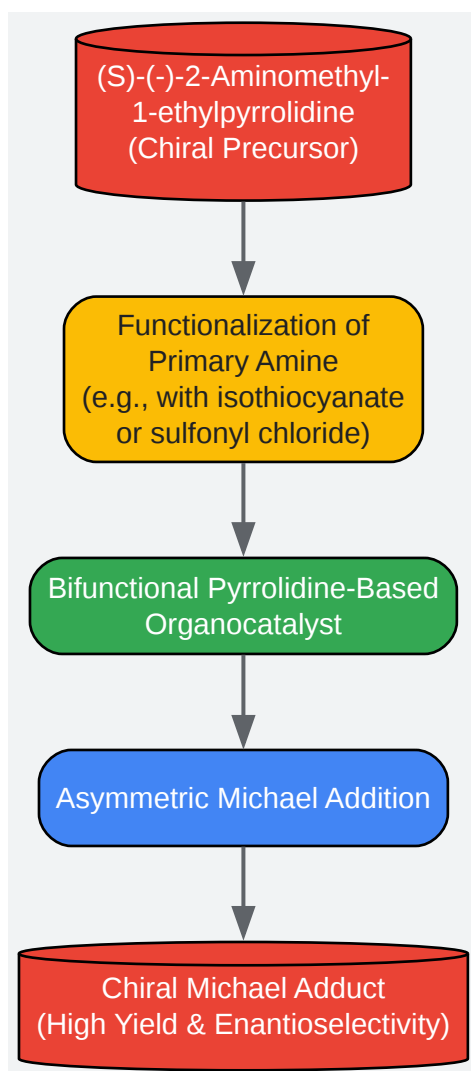 (S)-(-)-2-Aminomethyl-
1-ethylpyrrolidine
(Chiral Precursor)
Functionalization of
Primary Amine
(e.g., with isothiocyanate
or sulfonyl chloride)
Bifunctional Pyrrolidine-Based
Organocatalyst
Asymmetric Michael Addition
Chiral Michael Adduct
(High Yield & Enantioselectivity)